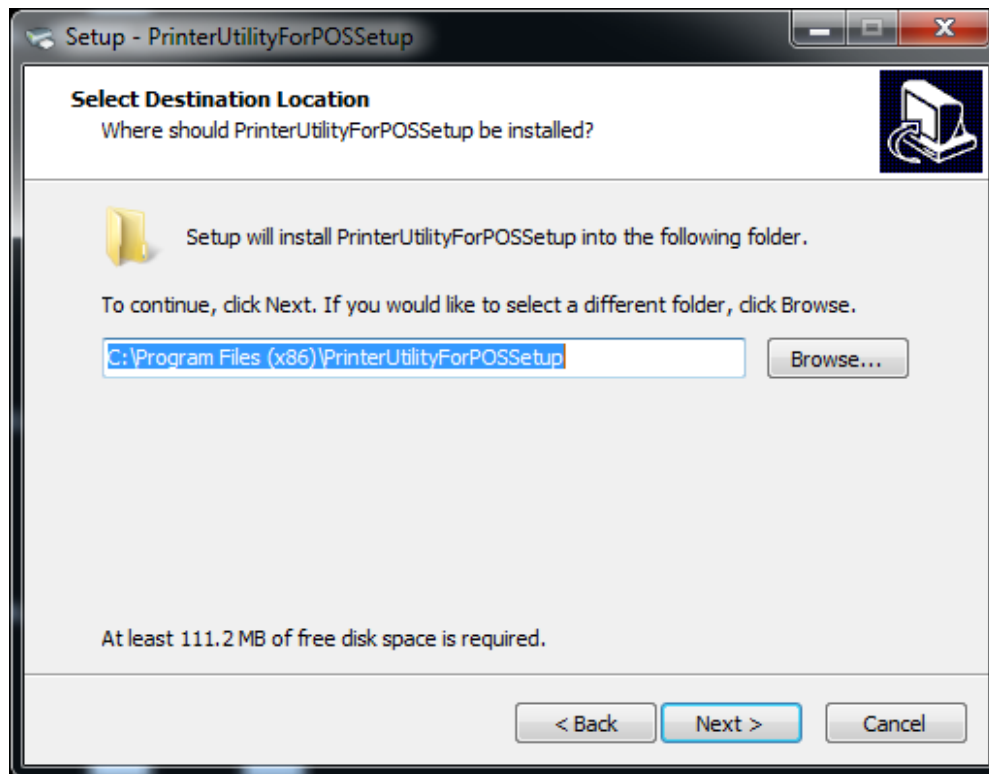 Setup - PrinterUtilityForPOSSetup
Select Destination Location
Where should PrinterUtilityForPOSSetup be installed?
Setup will install PrinterUtilityForPOSSetup into the following folder.
To continue, click Next. If you would like to select a different folder, click Browse.
C:\Program Files (x86)\PrinterUtilityForPOSSetup
Browse...
At least 111.2 MB of free disk space is required.
< Back
Next >
Cancel